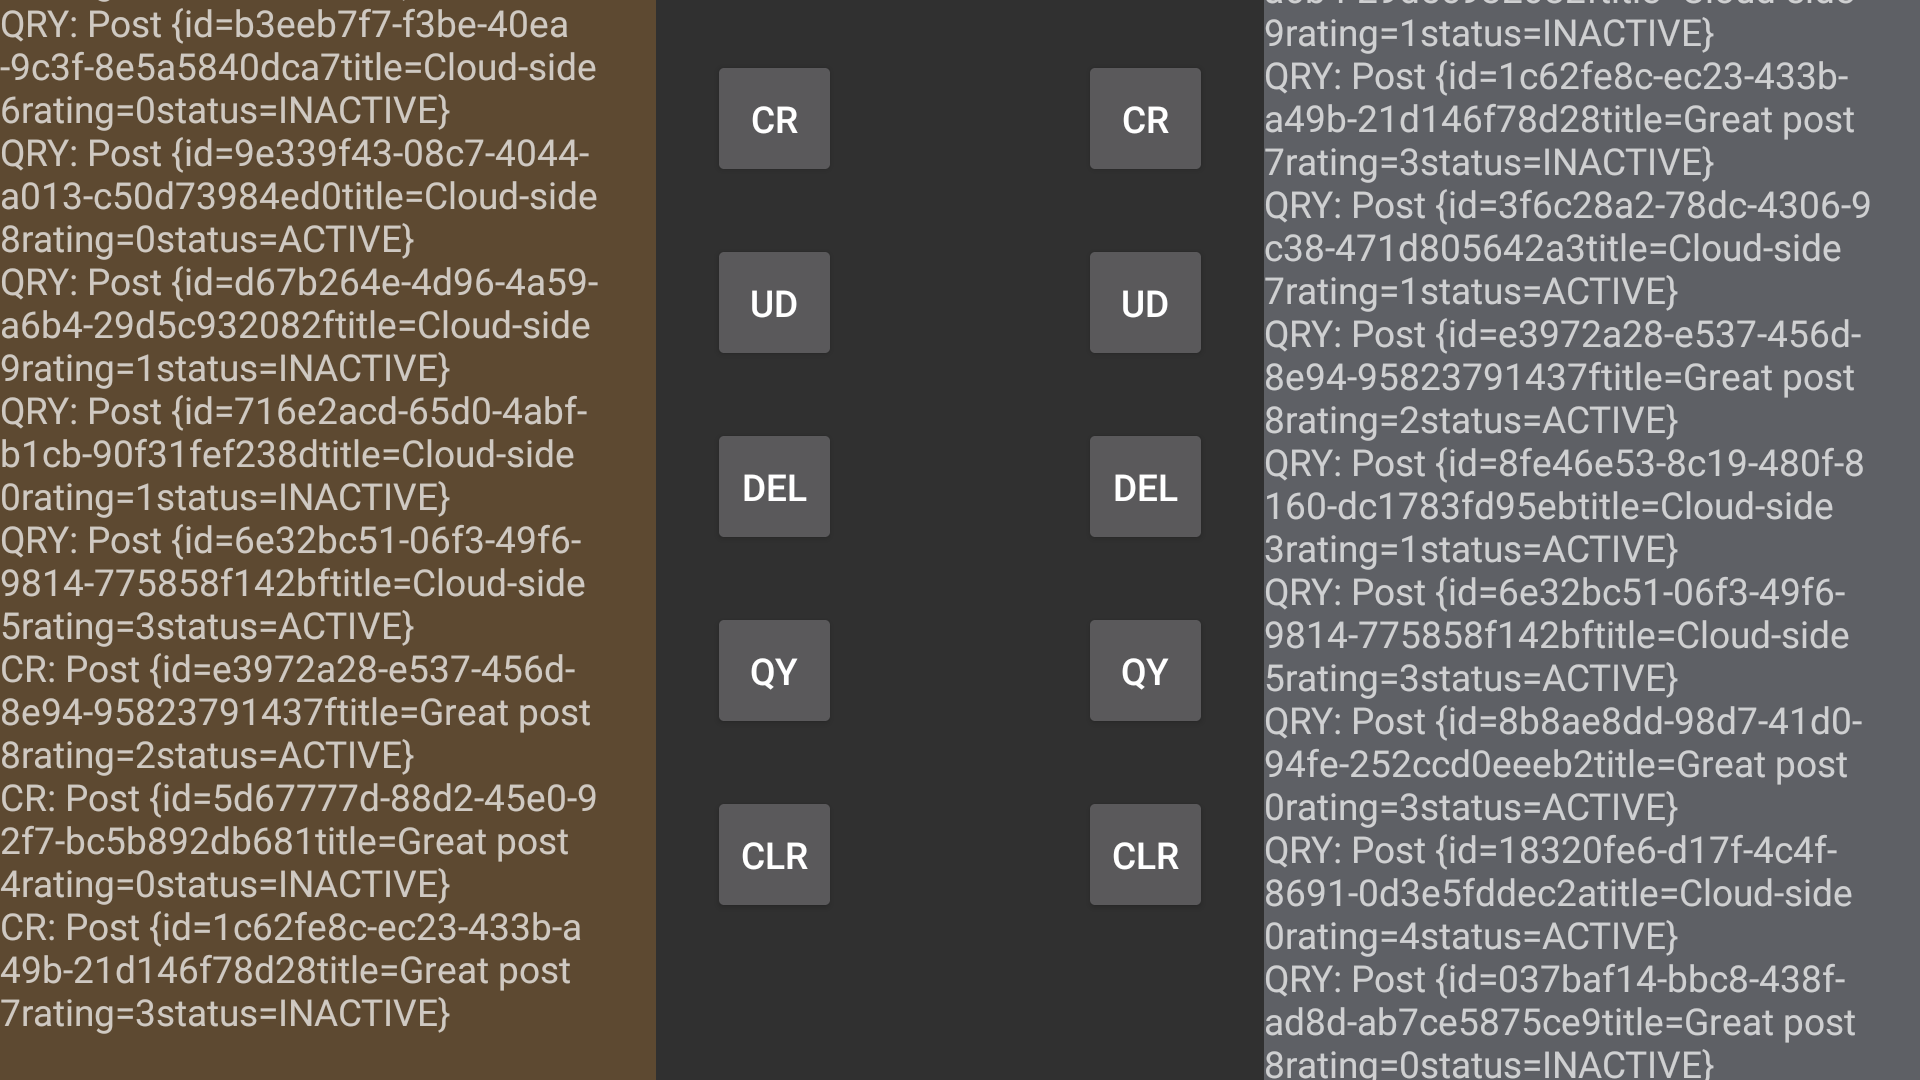 QRY: Post {id=b3eeb7f7-f3be-40ea
-9c3f-8e5a5840dca7title=Cloud-side
6rating=0status=INACTIVE}
QRY: Post {id=9e339f43-08c7-4044-
a013-c50d73984ed0title=Cloud-side
8rating=0status=ACTIVE}
QRY: Post {id=d67b264e-4d96-4a59-
a6b4-29d5c932082ftitle=Cloud-side
9rating=1status=INACTIVE}
QRY: Post {id=716e2acd-65d0-4abf-
b1cb-90f31fef238dtitle=Cloud-side
0rating=1status=INACTIVE}
QRY: Post {id=6e32bc51-06f3-49f6-
9814-775858f142bftitle=Cloud-side
5rating=3status=ACTIVE}
CR: Post {id=e3972a28-e537-456d-
8e94-95823791437ftitle=Great post
8rating=2status=ACTIVE}
CR: Post {id=5d67777d-88d2-45e0-9
2f7-bc5b892db681title=Great post
4rating=0status=INACTIVE}
CR: Post {id=1c62fe8c-ec23-433b-a
49b-21d146f78d28title=Great post
7rating=3status=INACTIVE}
CR
UD
DEL
QY
CLR
CR
UD
DEL
QY
CLR
9rating=1status=INACTIVE}
QRY: Post {id=1c62fe8c-ec23-433b-
a49b-21d146f78d28title=Great post
7rating=3status=INACTIVE}
QRY: Post {id=3f6c28a2-78dc-4306-9
c38-471d805642a3title=Cloud-side
7rating=1status=ACTIVE}
QRY: Post {id=e3972a28-e537-456d-
8e94-95823791437ftitle=Great post
8rating=2status=ACTIVE}
QRY: Post {id=8fe46e53-8c19-480f-8
160-dc1783fd95ebtitle=Cloud-side
3rating=1status=ACTIVE}
QRY: Post {id=6e32bc51-06f3-49f6-
9814-775858f142bftitle=Cloud-side
5rating=3status=ACTIVE}
QRY: Post {id=8b8ae8dd-98d7-41d0-
94fe-252ccd0eeeb2title=Great post
0rating=3status=ACTIVE}
QRY: Post {id=18320fe6-d17f-4c4f-
8691-0d3e5fddec2atitle=Cloud-side
0rating=4status=ACTIVE}
QRY: Post {id=037baf14-bbc8-438f-
ad8d-ab7ce5875ce9title=Great post
8rating=0status=INACTIVE}